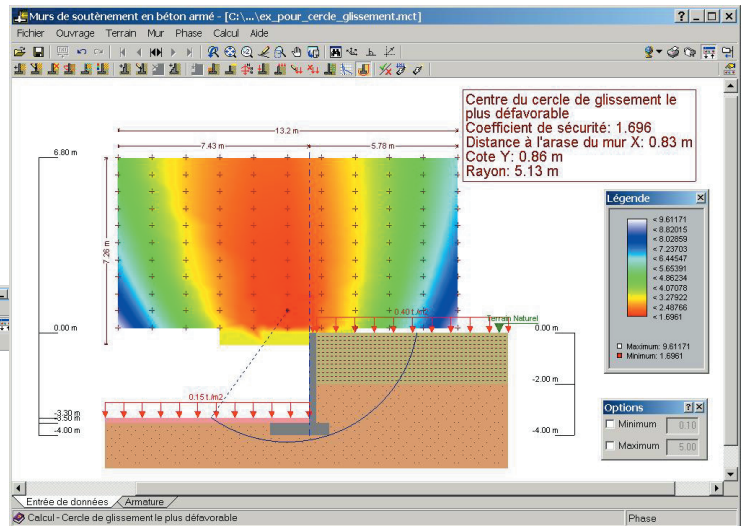 Murs de soutènement en béton armé - [C:\...\ex_pour_cercle_glissement.mct]
Fichier Ouvrage Terrain Mur Phase Calcul Aide
Centre du cercle de glissement le
plus défavorable
Coefficient de sécurité: 1.696
Distance à l'arase du mur X: 0.83 m
Cote Y: 0.86 m
Rayon: 5.13 m
13.2 m
7.43 m
5.78 m
6.80 m
7.26 m
Légende
< 9.61171
< 8.82015
< 8.02859
< 7.23703
< 6.44547
< 5.65391
< 4.86234
< 4.07078
< 3.27922
< 2.48766
< 1.6961
Maximum: 9.61171
Minimum: 1.6961
0.40 t./m2
Terrain Naturel
0.00 m
0.00 m
-2.00 m
0.15 t./m2
-3.30 m
-3.50 m
-4.00 m
-4.00 m
Options
Minimum 0.10
Maximum 5.00
Entrée de données Armature
Calcul - Cercle de glissement le plus défavorable
Phase